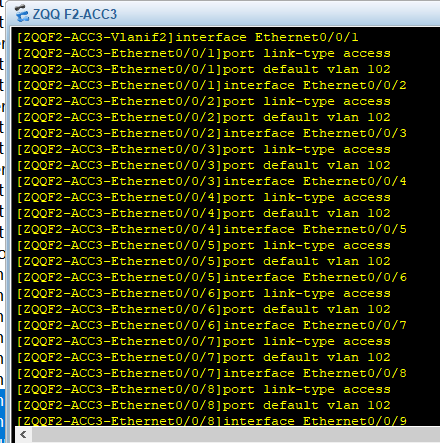 ZQQ F2-ACC3
[ZQQF2-ACC3-Vlanif2]interface Ethernet0/0/1
[ZQQF2-ACC3-Ethernet0/0/1]port link-type access
[ZQQF2-ACC3-Ethernet0/0/1]port default vlan 102
[ZQQF2-ACC3-Ethernet0/0/1]interface Ethernet0/0/2
[ZQQF2-ACC3-Ethernet0/0/2]port link-type access
[ZQQF2-ACC3-Ethernet0/0/2]port default vlan 102
[ZQQF2-ACC3-Ethernet0/0/2]interface Ethernet0/0/3
[ZQQF2-ACC3-Ethernet0/0/3]port link-type access
[ZQQF2-ACC3-Ethernet0/0/3]port default vlan 102
[ZQQF2-ACC3-Ethernet0/0/3]interface Ethernet0/0/4
[ZQQF2-ACC3-Ethernet0/0/4]port link-type access
[ZQQF2-ACC3-Ethernet0/0/4]port default vlan 102
[ZQQF2-ACC3-Ethernet0/0/4]interface Ethernet0/0/5
[ZQQF2-ACC3-Ethernet0/0/5]port link-type access
[ZQQF2-ACC3-Ethernet0/0/5]port default vlan 102
[ZQQF2-ACC3-Ethernet0/0/5]interface Ethernet0/0/6
[ZQQF2-ACC3-Ethernet0/0/6]port link-type access
[ZQQF2-ACC3-Ethernet0/0/6]port default vlan 102
[ZQQF2-ACC3-Ethernet0/0/6]interface Ethernet0/0/7
[ZQQF2-ACC3-Ethernet0/0/7]port link-type access
[ZQQF2-ACC3-Ethernet0/0/7]port default vlan 102
[ZQQF2-ACC3-Ethernet0/0/7]interface Ethernet0/0/8
[ZQQF2-ACC3-Ethernet0/0/8]port link-type access
[ZQQF2-ACC3-Ethernet0/0/8]port default vlan 102
[ZQQF2-ACC3-Ethernet0/0/8]interface Ethernet0/0/9